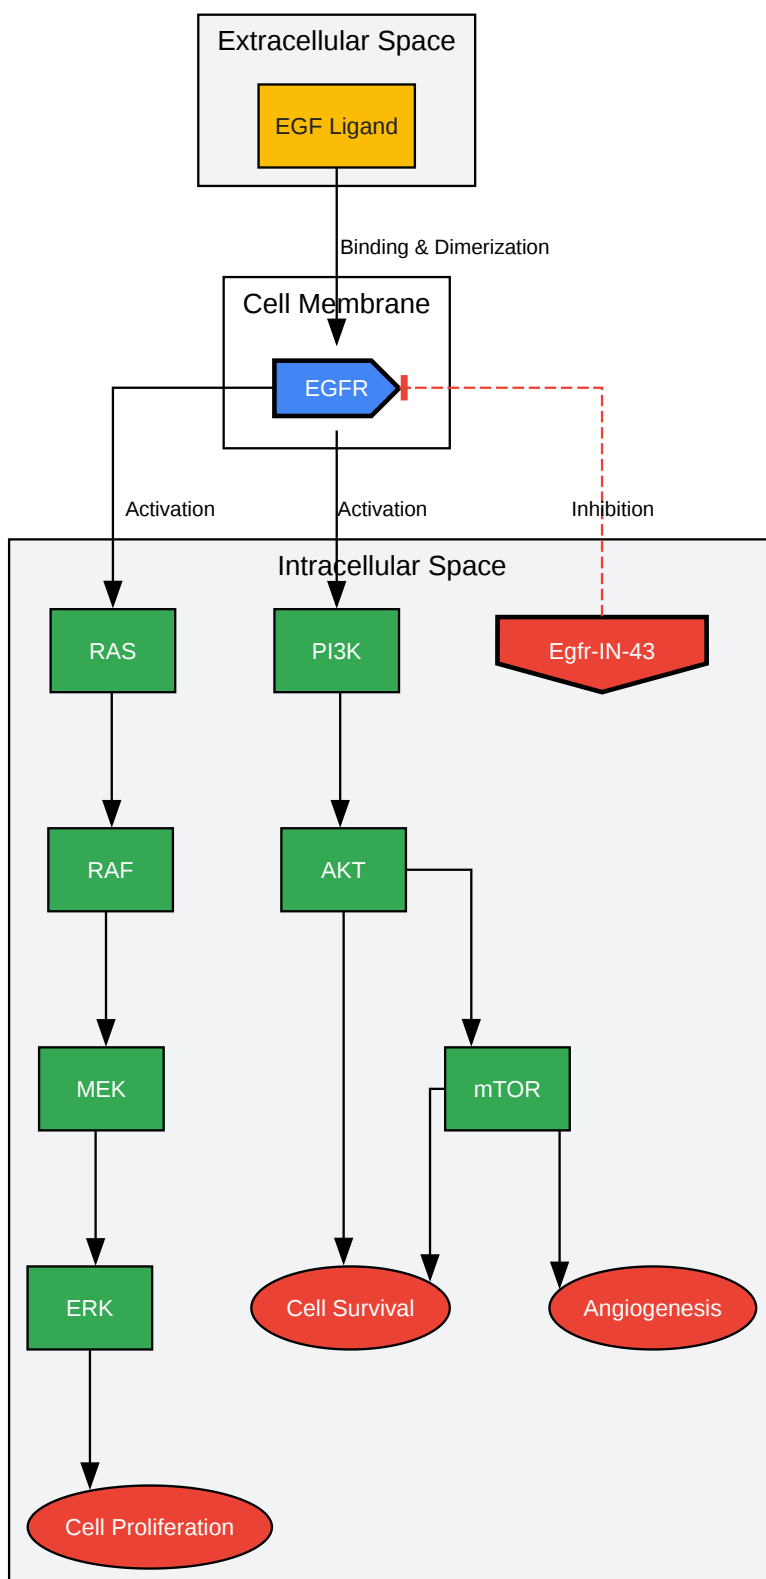 Extracellular Space
EGF Ligand
Binding & Dimerization
Cell Membrane
EGFR
Activation
Activation
Inhibition
Intracellular Space
RAS
PI3K
Egfr-IN-43
RAF
AKT
MEK
mTOR
ERK
Cell Survival
Angiogenesis
Cell Proliferation